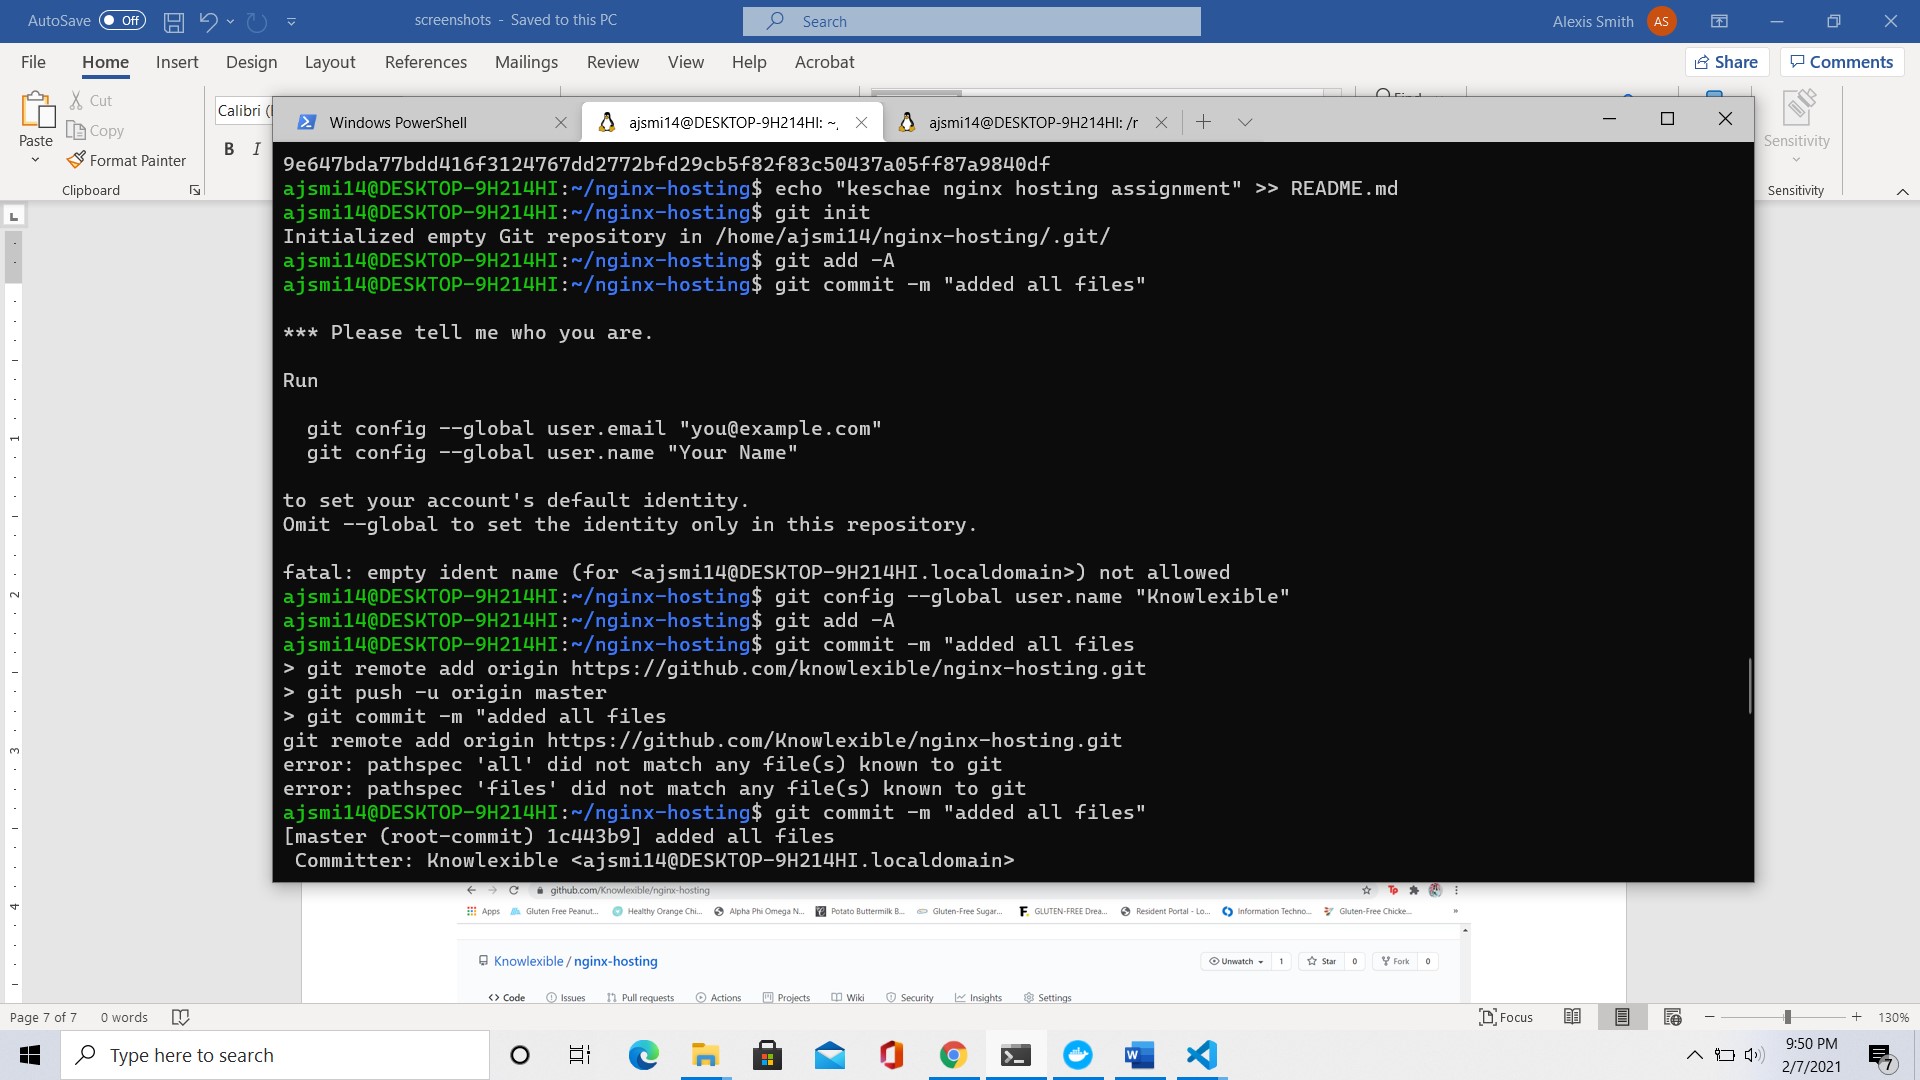 AutoSave Off screenshots - Saved to this PC Search Alexis Smith AS
File Home Insert Design Layout References Mailings Review View Help Acrobat Share Comments
Paste
Cut
Copy
Format Painter
Clipboard
Calibri
B I
Sensitivity
Sensitivity
Windows PowerShell ajsmi14@DESKTOP-9H214HI: ~, ajsmi14@DESKTOP-9H214HI: /r
9e647bda77bdd416f3124767dd2772bfd29cb5f82f83c50437a05ff87a9840df
ajsmi14@DESKTOP-9H214HI:~/nginx-hosting$ echo "keschae nginx hosting assignment" >> README.md
ajsmi14@DESKTOP-9H214HI:~/nginx-hosting$ git init
Initialized empty Git repository in /home/ajsmi14/nginx-hosting/.git/
ajsmi14@DESKTOP-9H214HI:~/nginx-hosting$ git add -A
ajsmi14@DESKTOP-9H214HI:~/nginx-hosting$ git commit -m "added all files"
*** Please tell me who you are.
Run
git config --global user.email "you@example.com"
git config --global user.name "Your Name"
to set your account's default identity.
Omit --global to set the identity only in this repository.
fatal: empty ident name (for <ajsmi14@DESKTOP-9H214HI.localdomain>) not allowed
ajsmi14@DESKTOP-9H214HI:~/nginx-hosting$ git config --global user.name "Knowlexible"
ajsmi14@DESKTOP-9H214HI:~/nginx-hosting$ git add -A
ajsmi14@DESKTOP-9H214HI:~/nginx-hosting$ git commit -m "added all files
> git remote add origin https://github.com/knowlexible/nginx-hosting.git
> git push -u origin master
> git commit -m "added all files
git remote add origin https://github.com/Knowlexible/nginx-hosting.git
error: pathspec 'all' did not match any file(s) known to git
error: pathspec 'files' did not match any file(s) known to git
ajsmi14@DESKTOP-9H214HI:~/nginx-hosting$ git commit -m "added all files"
[master (root-commit) 1c443b9] added all files
Committer: Knowlexible <ajsmi14@DESKTOP-9H214HI.localdomain>
github.com/Knowlexible/nginx-hosting
Apps Gluten Free Peanut... Healthy Orange Chi... Alpha Phi Omega N... Potato Buttermilk B... Gluten-Free Sugar... GLUTEN-FREE Drea... Resident Portal - Lo... Information Techno... Gluten-Free Chicke... »
Knowlexible / nginx-hosting Unwatch 1 Star 0 Fork 0
Code Issues Pull requests Actions Projects Wiki Security Insights Settings
1
2
3
4
Page 7 of 7 0 words Focus 130%
Type here to search
9:50 PM
2/7/2021
7